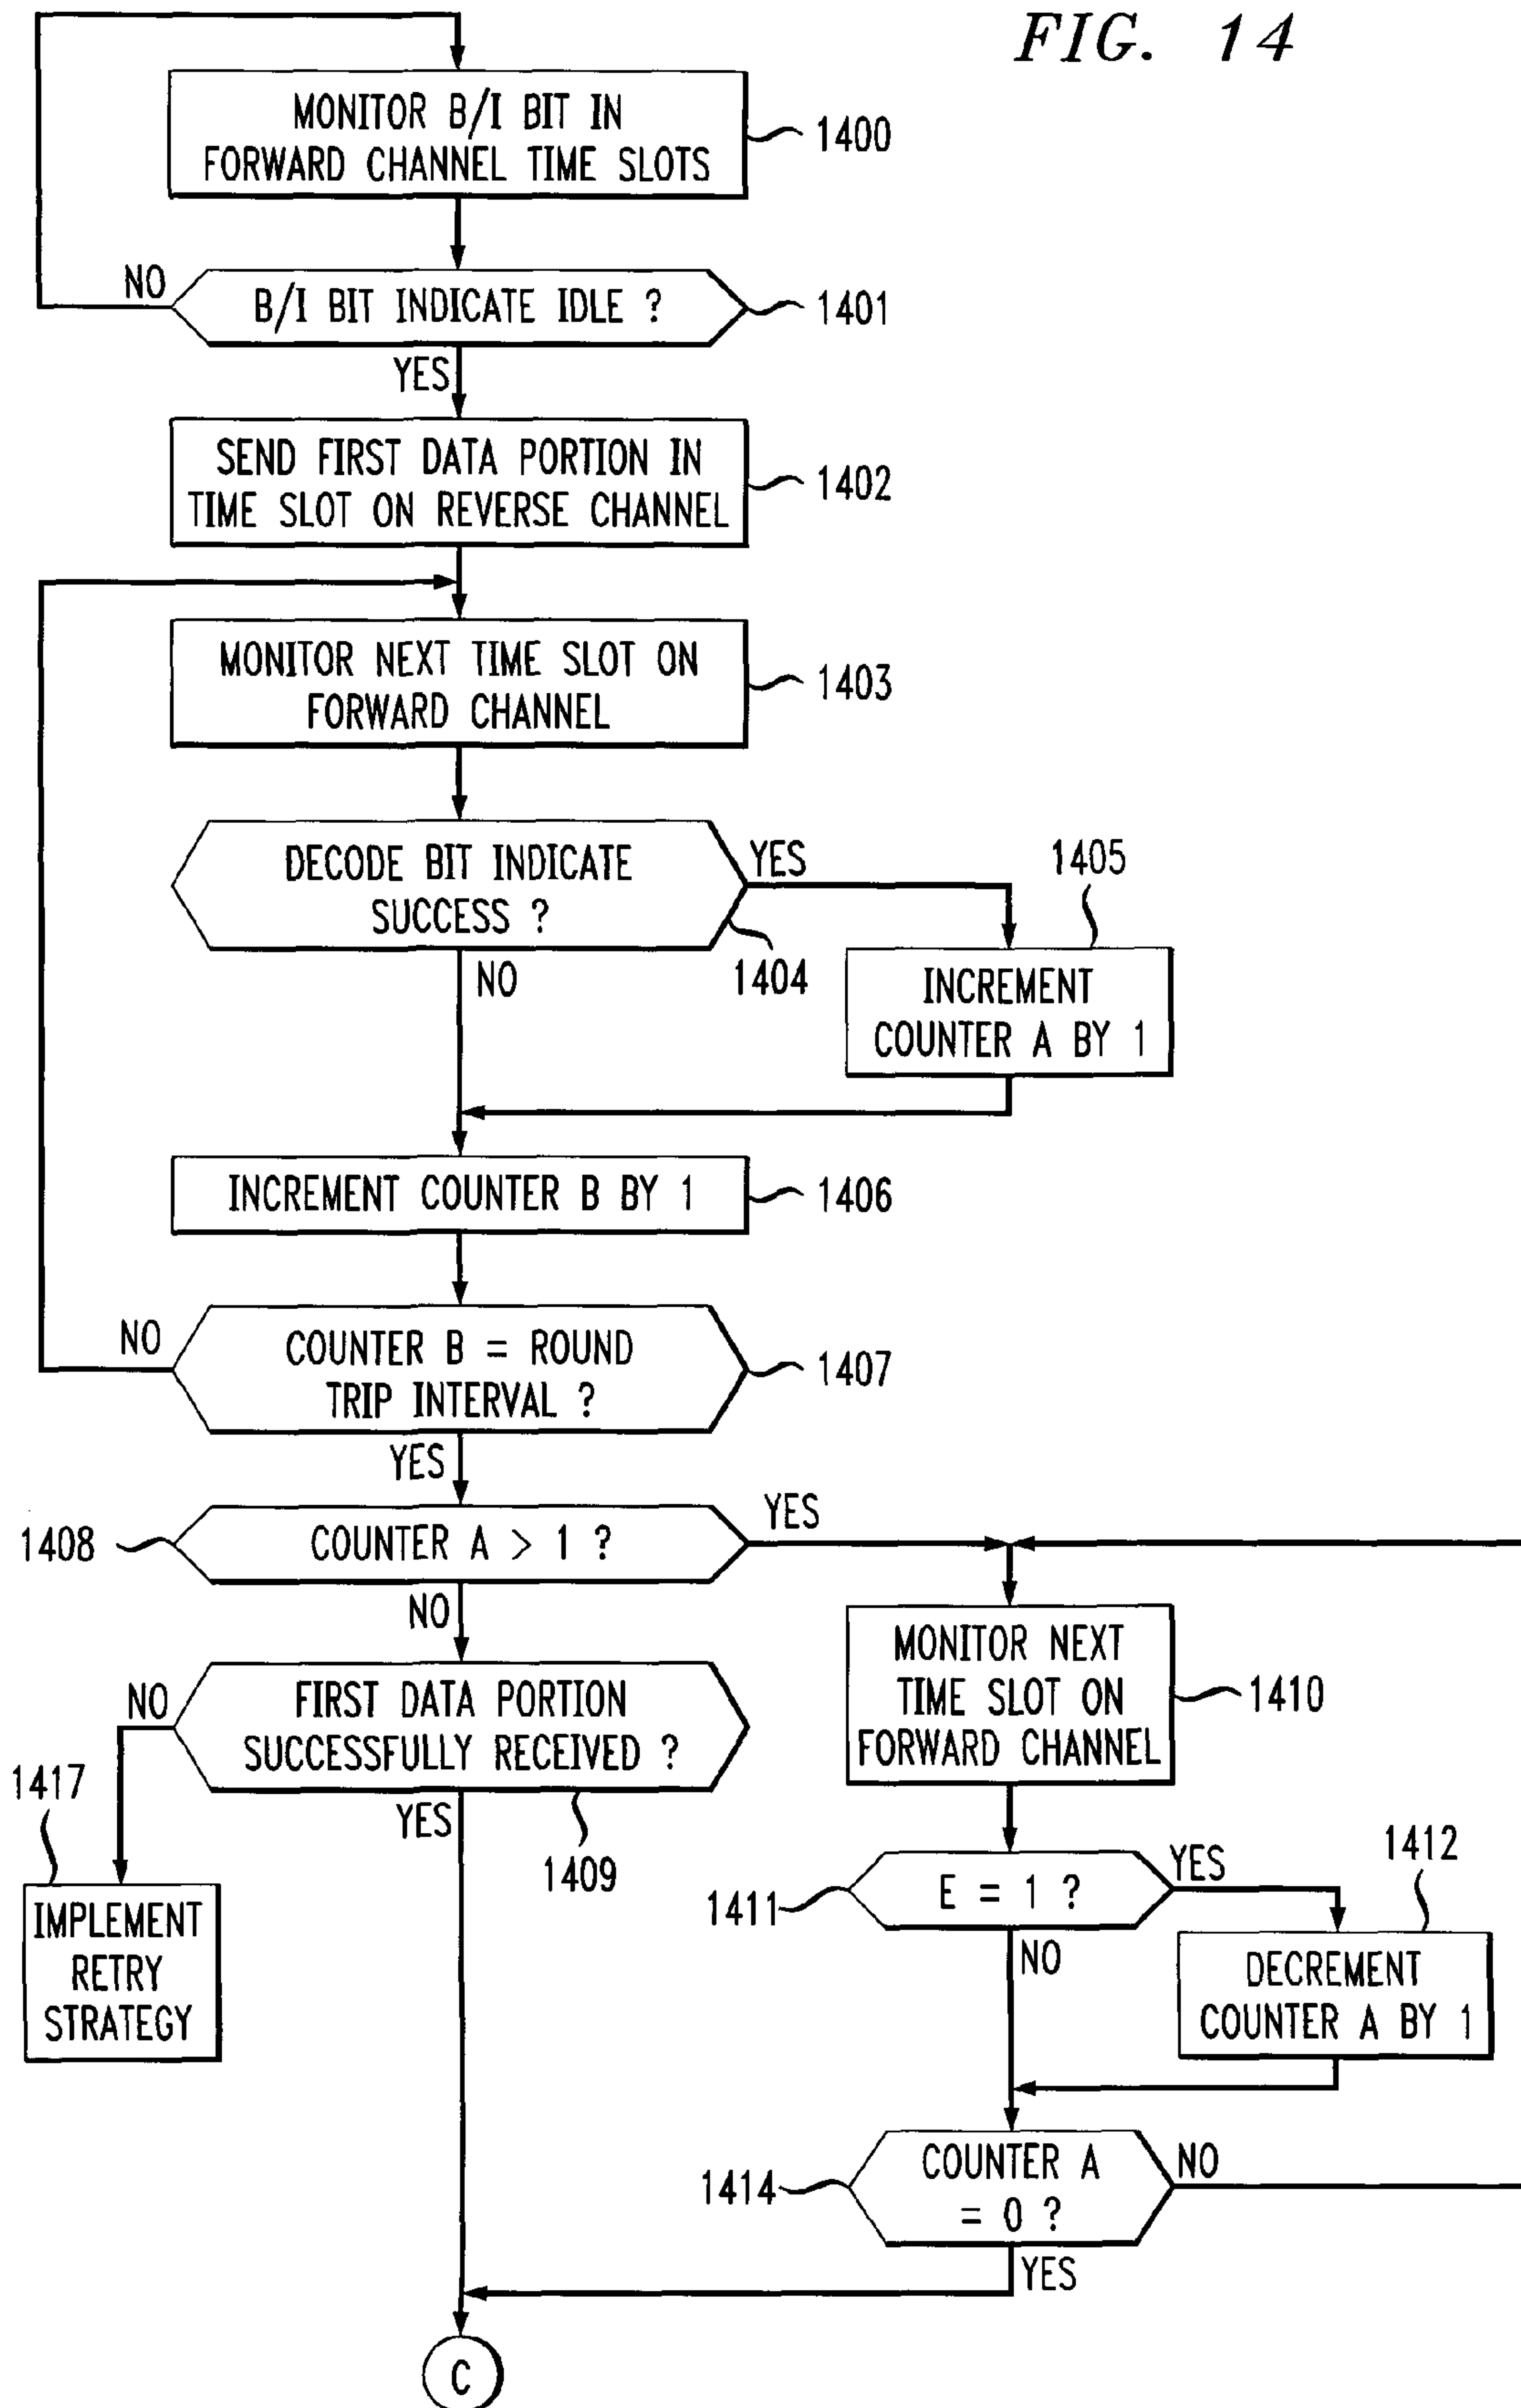 FIG. 14
MONITOR B/I BIT IN
FORWARD CHANNEL TIME SLOTS
1400
NO
B/I BIT INDICATE IDLE ?
1401
YES
SEND FIRST DATA PORTION IN
TIME SLOT ON REVERSE CHANNEL
1402
MONITOR NEXT TIME SLOT ON
FORWARD CHANNEL
1403
DECODE BIT INDICATE
SUCCESS ?
YES
1404
NO
1405
INCREMENT
COUNTER A BY 1
INCREMENT COUNTER B BY 1
1406
NO
COUNTER B = ROUND
TRIP INTERVAL ?
1407
YES
1408
COUNTER A > 1 ?
YES
NO
MONITOR NEXT
TIME SLOT ON
FORWARD CHANNEL
1410
NO
FIRST DATA PORTION
SUCCESSFULLY RECEIVED ?
1409
YES
1417
IMPLEMENT
RETRY
STRATEGY
1411
E = 1 ?
YES
NO
1412
DECREMENT
COUNTER A BY 1
1414
COUNTER A
= 0 ?
NO
YES
C